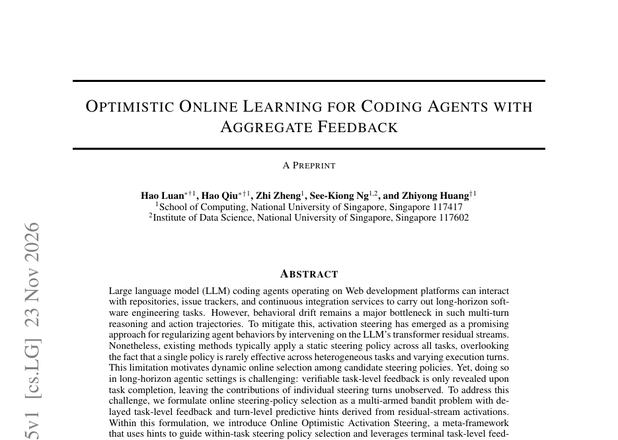 OPTIMISTIC ONLINE LEARNING FOR CODING AGENTS WITH
AGGREGATE FEEDBACK
A PREPRINT
Hao Luan*†1, Hao Qiu*†1, Zhi Zheng1, See-Kiong Ng1,2, and Zhiyong Huang‡1
1School of Computing, National University of Singapore, Singapore 117417
2Institute of Data Science, National University of Singapore, Singapore 117602
ABSTRACT
Large language model (LLM) coding agents operating on Web development platforms can interact
with repositories, issue trackers, and continuous integration services to carry out long-horizon soft-
ware engineering tasks. However, behavioral drift remains a major bottleneck in such multi-turn
reasoning and action trajectories. To mitigate this, activation steering has emerged as a promising
approach for regularizing agent behaviors by intervening on the LLM's transformer residual streams.
Nonetheless, existing methods typically apply a static steering policy across all tasks, overlooking
the fact that a single policy is rarely effective across heterogeneous tasks and varying execution turns.
This limitation motivates dynamic online selection among candidate steering policies. Yet, doing so
in long-horizon agentic settings is challenging: verifiable task-level feedback is only revealed upon
task completion, leaving the contributions of individual steering turns unobserved. To address this
challenge, we formulate online steering-policy selection as a multi-armed bandit problem with de-
layed task-level feedback and turn-level predictive hints derived from residual-stream activations.
Within this formulation, we introduce Online Optimistic Activation Steering, a meta-framework
that uses hints to guide within-task steering policy selection and leverages terminal task-level feed-
5v1 [cs.LG] 23 Nov 2026